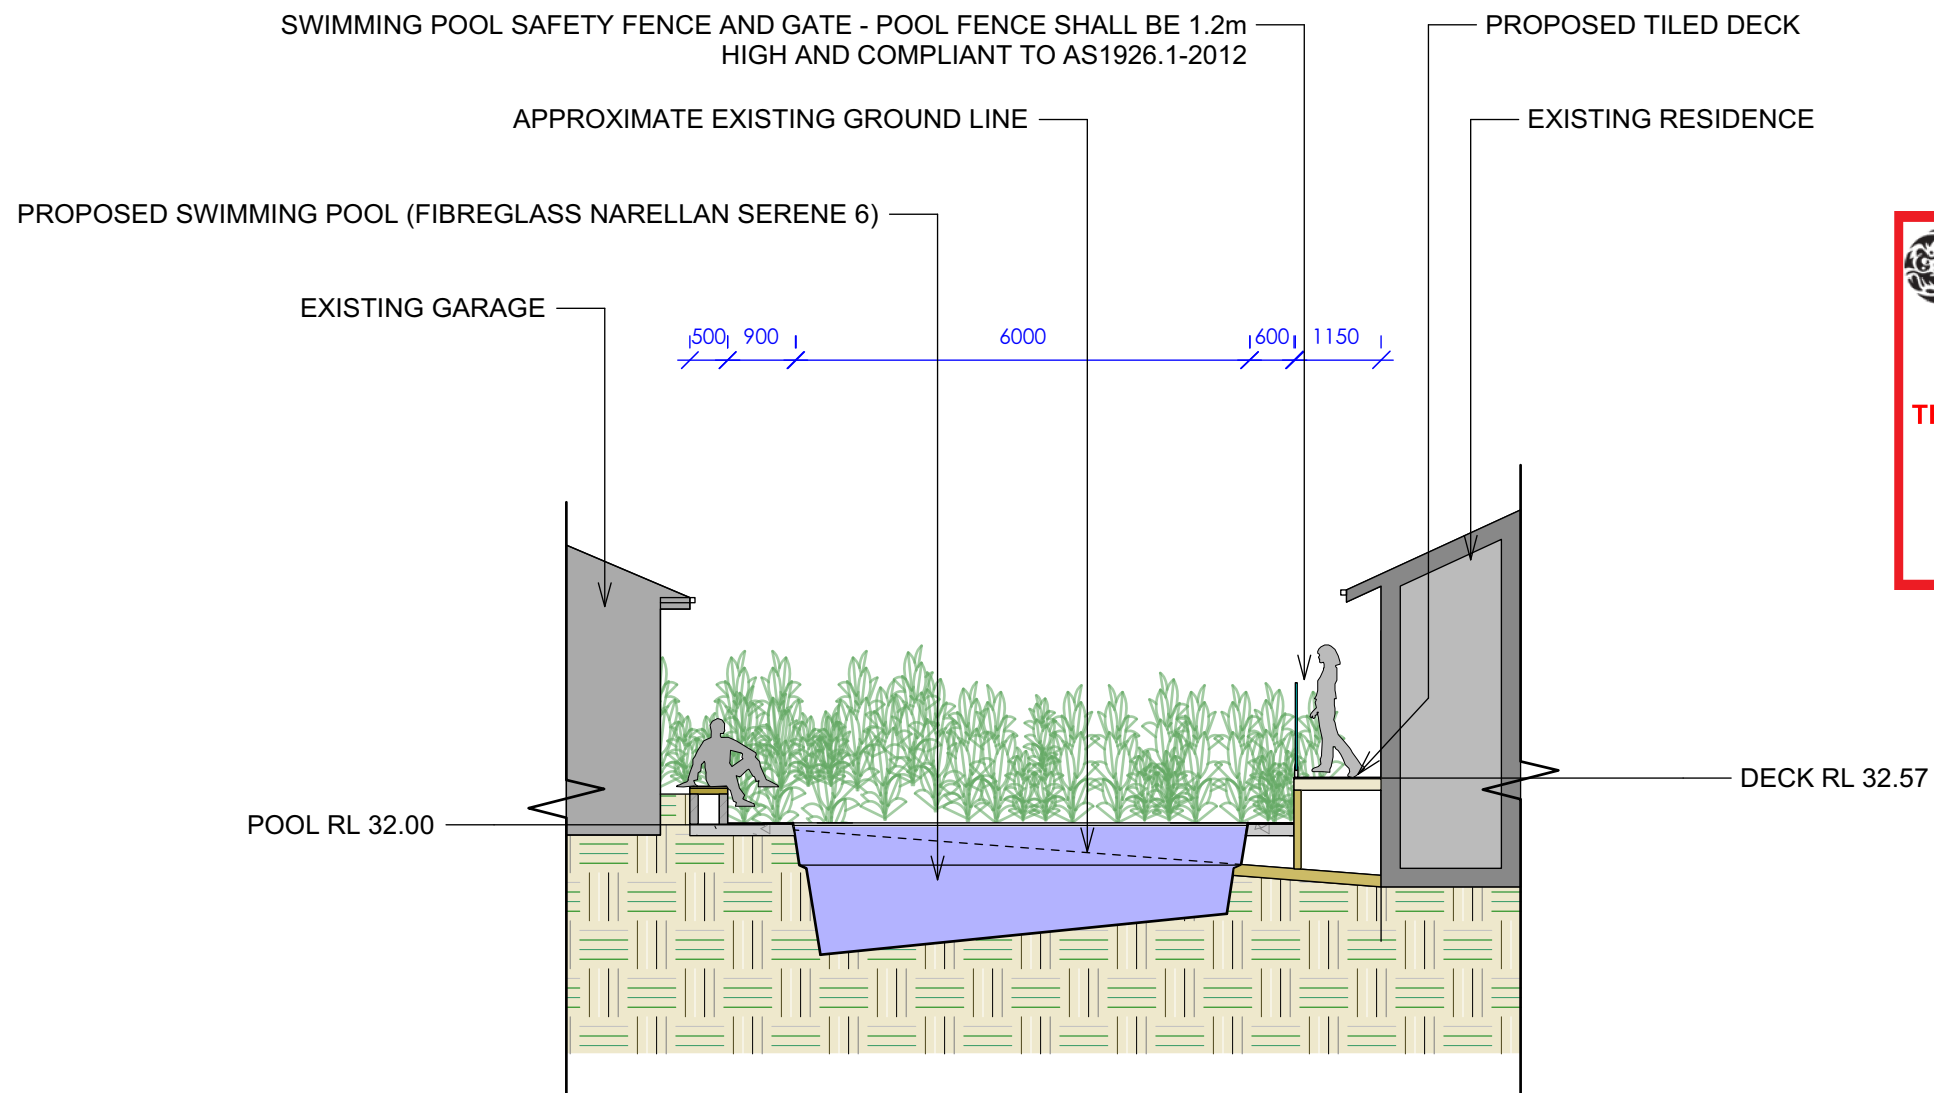 SWIMMING POOL SAFETY FENCE AND GATE - POOL FENCE SHALL BE 1.2m
HIGH AND COMPLIANT TO AS1926.1-2012
PROPOSED TILED DECK
APPROXIMATE EXISTING GROUND LINE
EXISTING RESIDENCE
PROPOSED SWIMMING POOL (FIBREGLASS NARELLAN SERENE 6)
EXISTING GARAGE
500 900 6000 600 1150
DECK RL 32.57
POOL RL 32.00